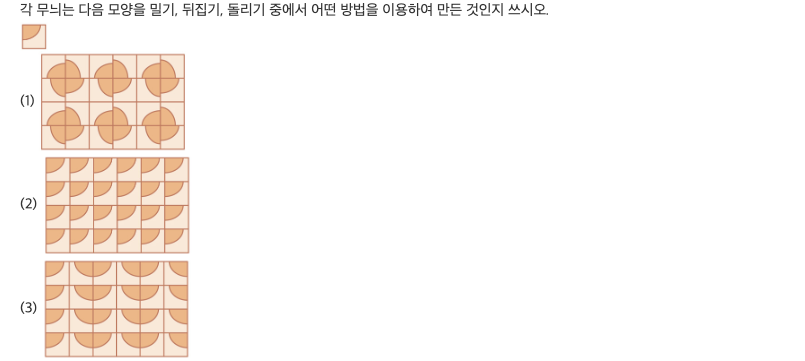 각 무늬는 다음 모양을 밀기, 뒤집기, 돌리기 중에서 어떤 방법을 이용하여 만든 것인지 쓰시오.
(1)
(2)
(3)